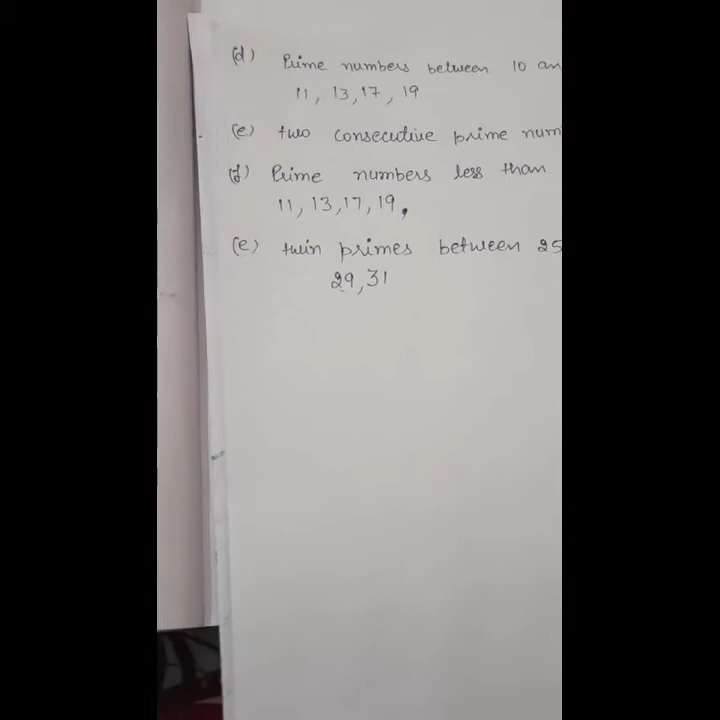 (d) Prime numbers between 10 an
11, 13, 17, 19
(e) two consecutive prime num
(f) Prime numbers less than
11, 13, 17, 19,
(e) twin primes between 25
29, 31